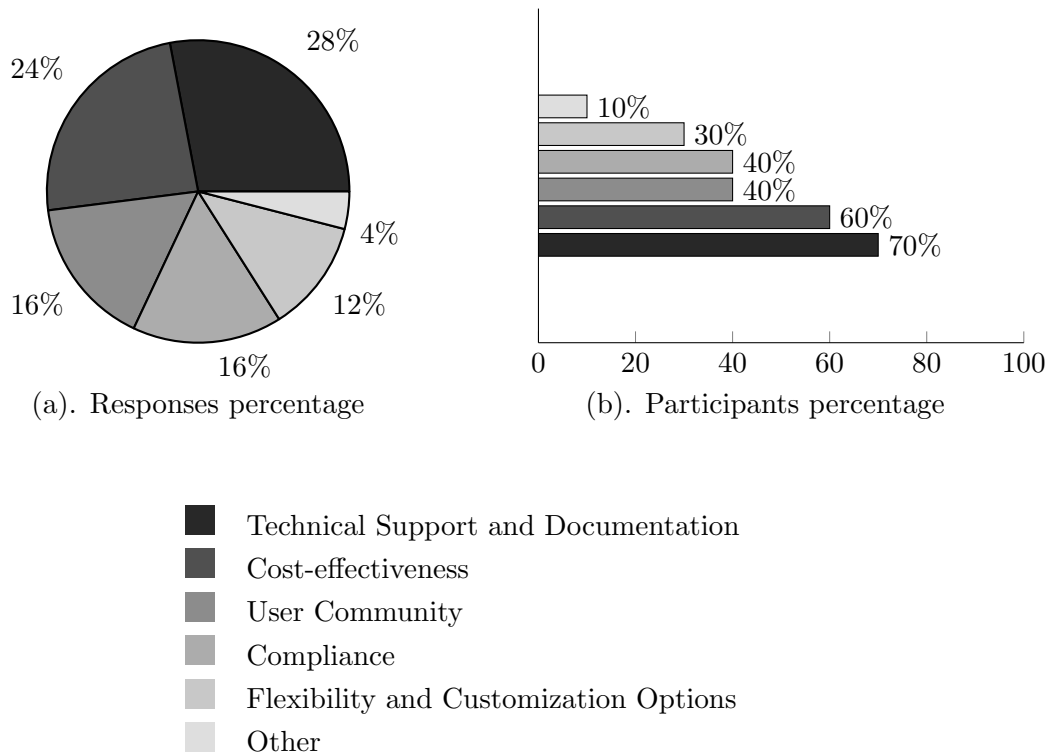 28%
24%
16%
16%
12%
4%
(a). Responses percentage
10%
30%
40%
40%
60%
70%
0 20 40 60 80 100
(b). Participants percentage
Technical Support and Documentation
Cost-effectiveness
User Community
Compliance
Flexibility and Customization Options
Other